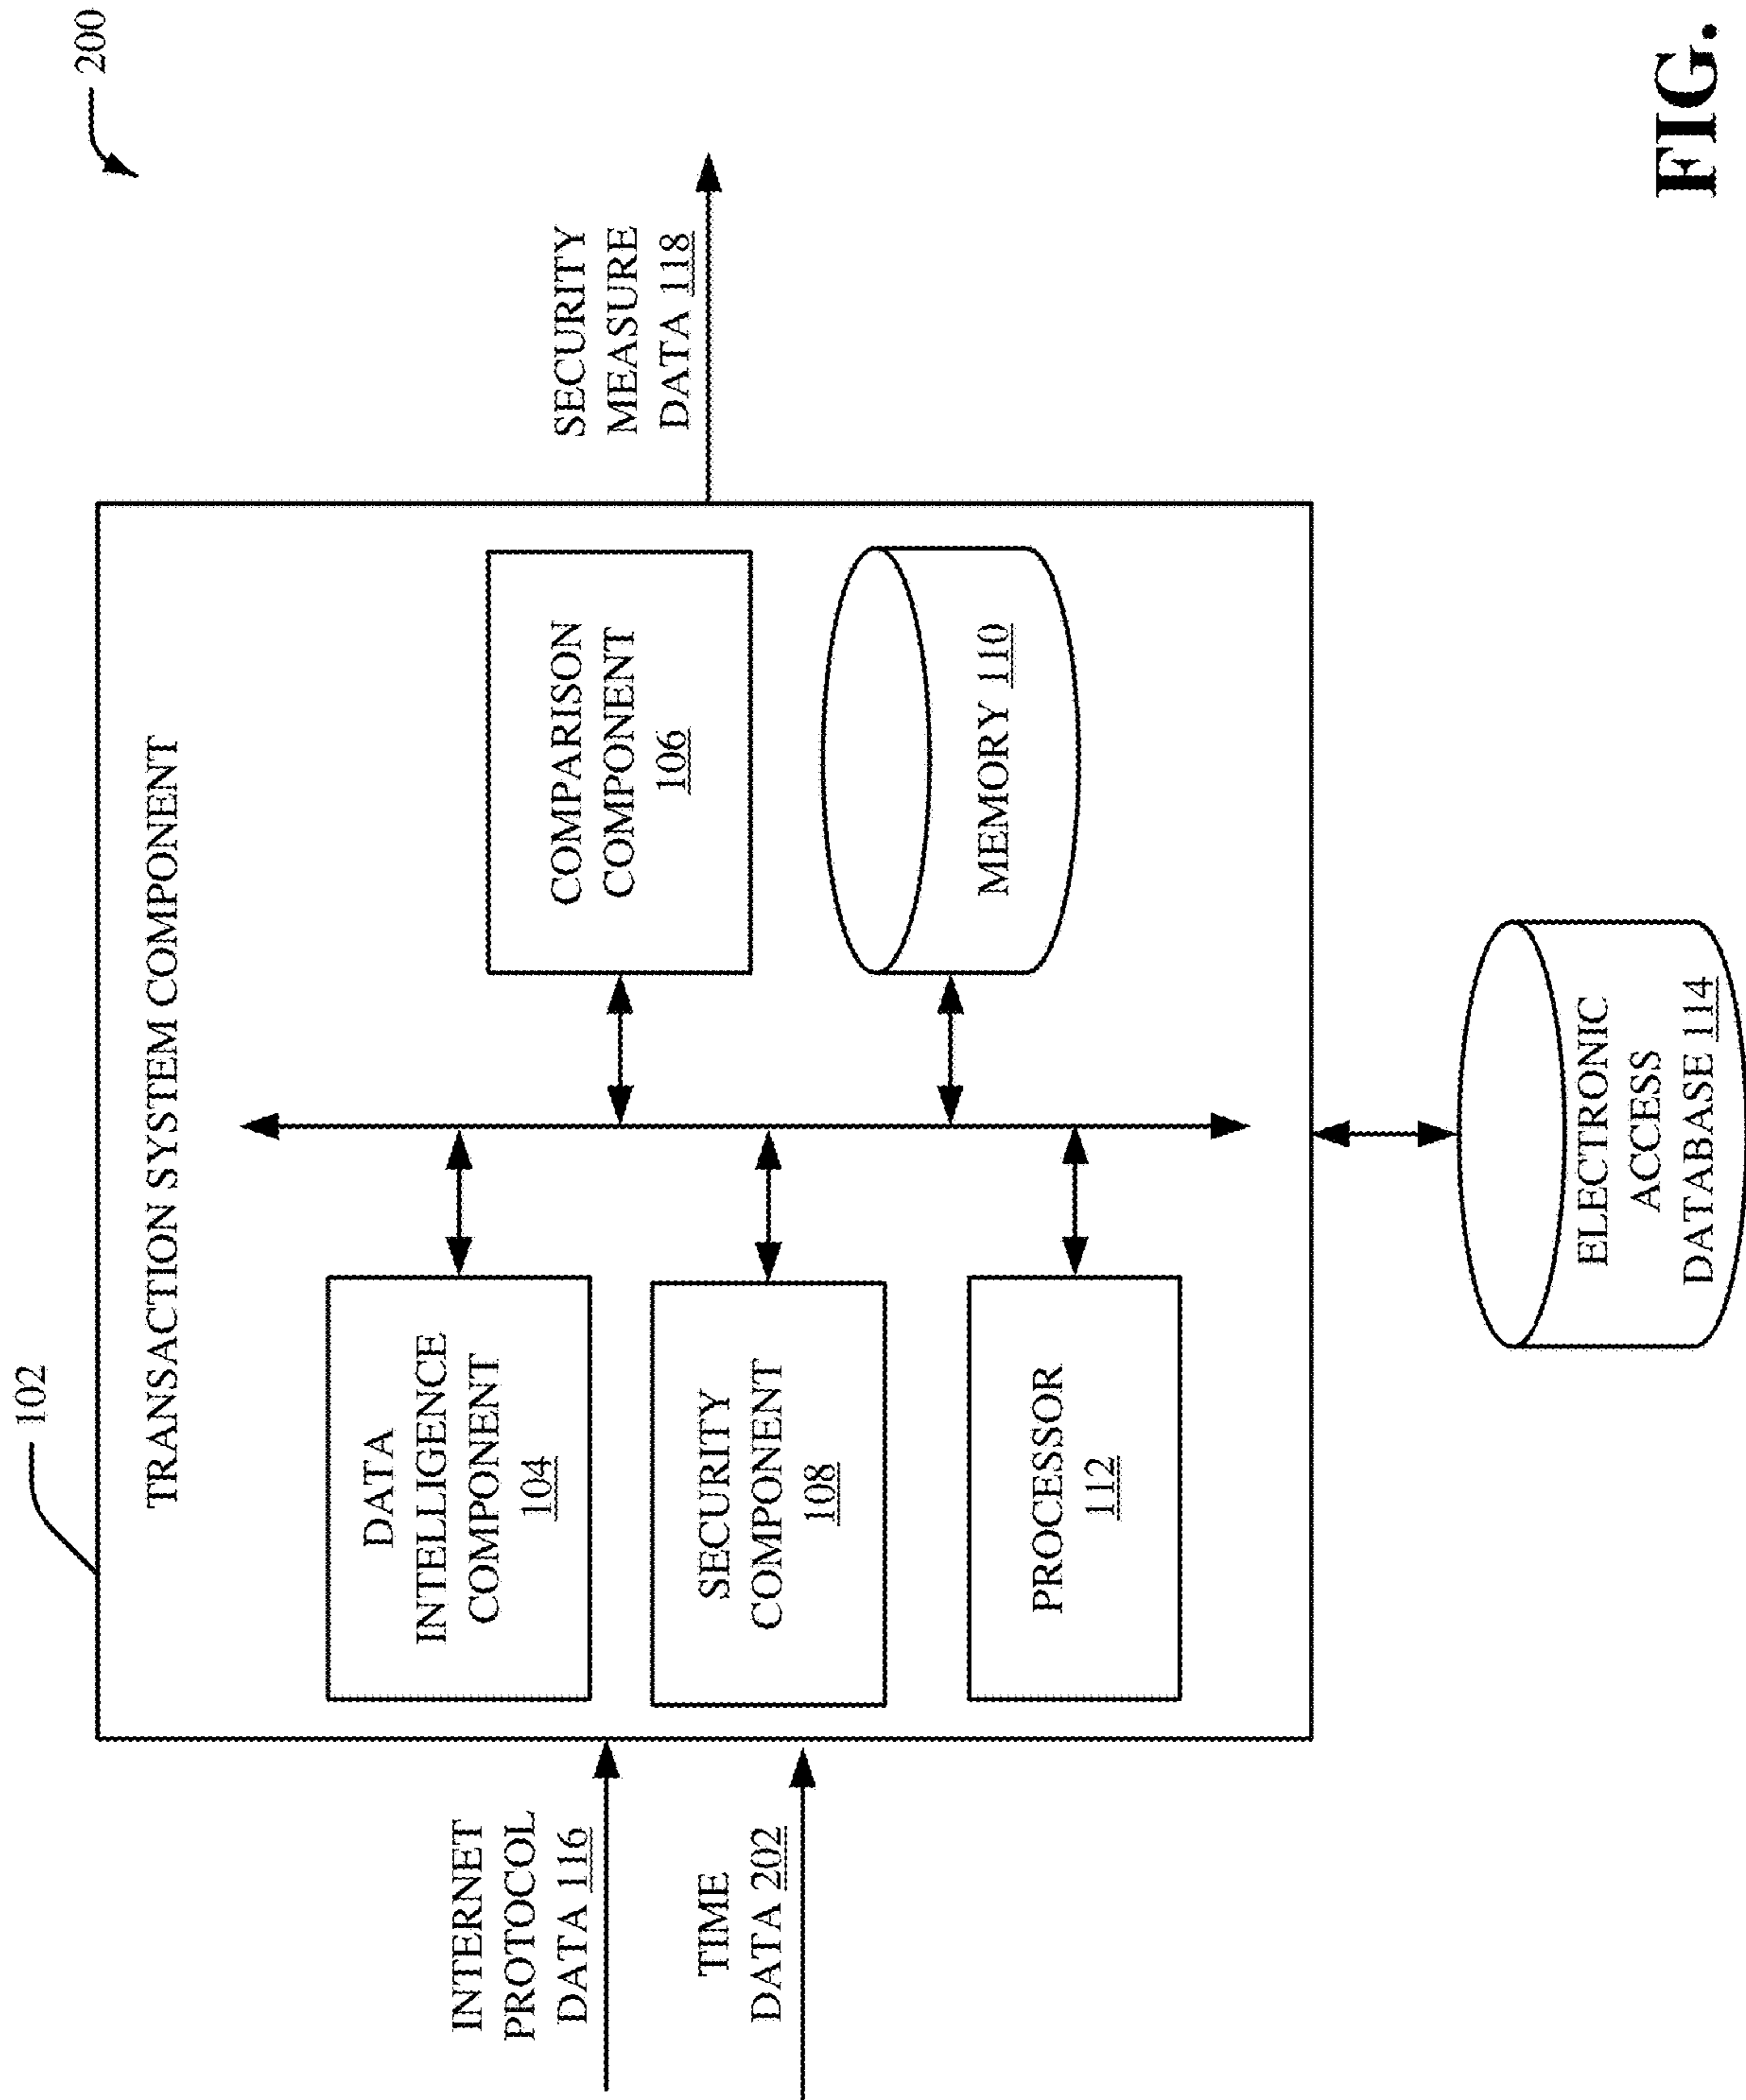 200
102
TRANSACTION SYSTEM COMPONENT
INTERNET
PROTOCOL
DATA 116
TIME
DATA 202
DATA
INTELLIGENCE
COMPONENT
104
SECURITY
COMPONENT
108
PROCESSOR
112
COMPARISON
COMPONENT
106
MEMORY 110
SECURITY
MEASURE
DATA 118
ELECTRONIC
ACCESS
DATABASE 114
FIG.